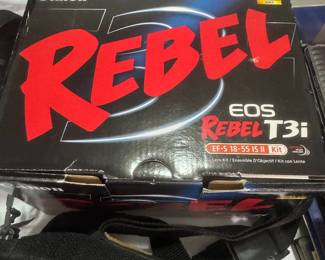 REBEL
EOS
REBEL T3i
EF-S 18-55 IS II Kit
Lens Kit / Ensemble D'Objectif / Kit con Lente